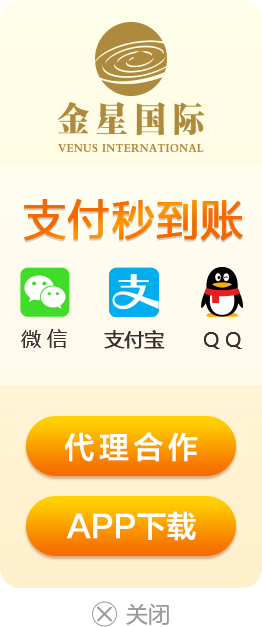 金星国际
VENUS INTERNATIONAL
支付秒到账
微信 支付宝 QQ
代理合作
APP下载
关闭